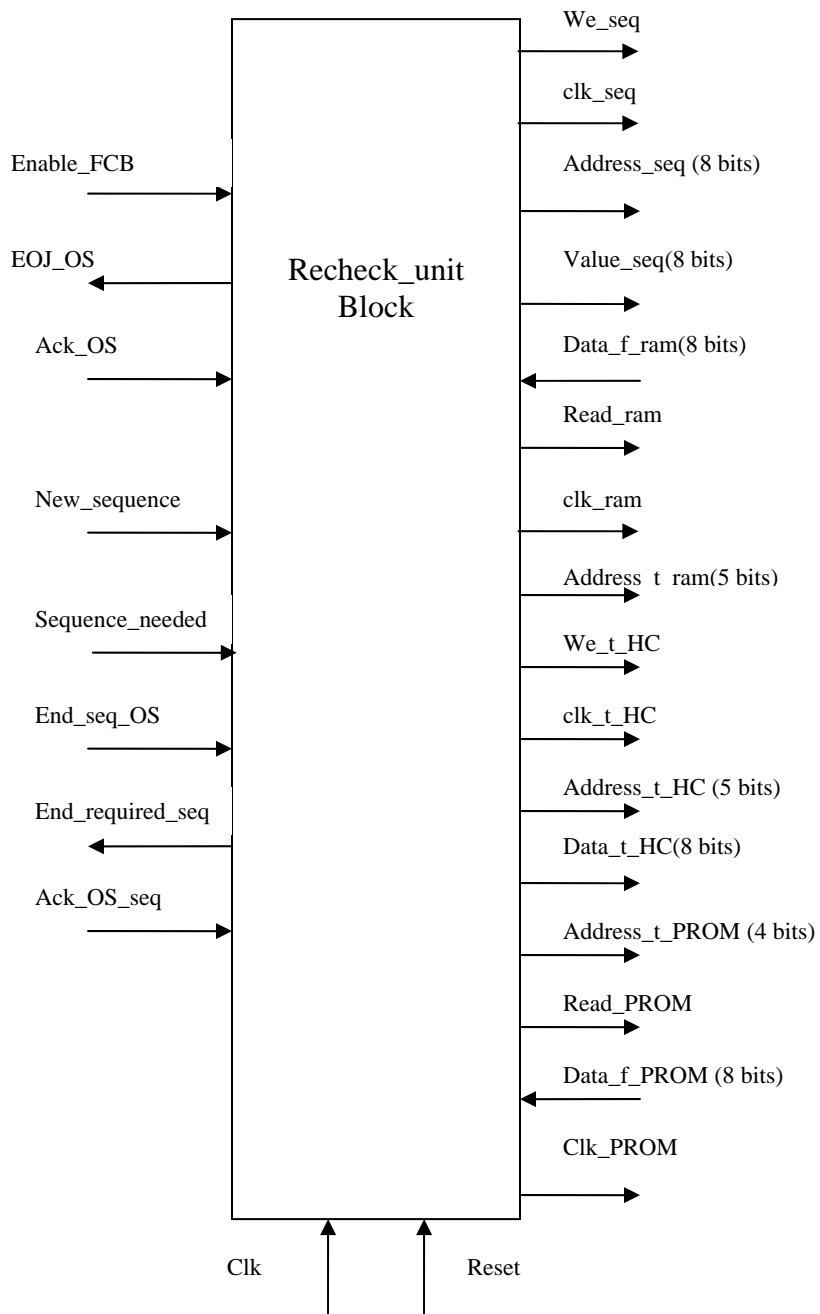 We_seq
clk_seq
Enable_FCB
Address_seq (8 bits)
EOJ_OS
Recheck_unit
Block
Value_seq(8 bits)
Ack_OS
Data_f_ram(8 bits)
Read_ram
New_sequence
clk_ram
Address_t_ram(5 bits)
Sequence_needed
We_t_HC
End_seq_OS
clk_t_HC
End_required_seq
Address_t_HC (5 bits)
Data_t_HC(8 bits)
Ack_OS_seq
Address_t_PROM (4 bits)
Read_PROM
Data_f_PROM (8 bits)
Clk_PROM
Clk
Reset